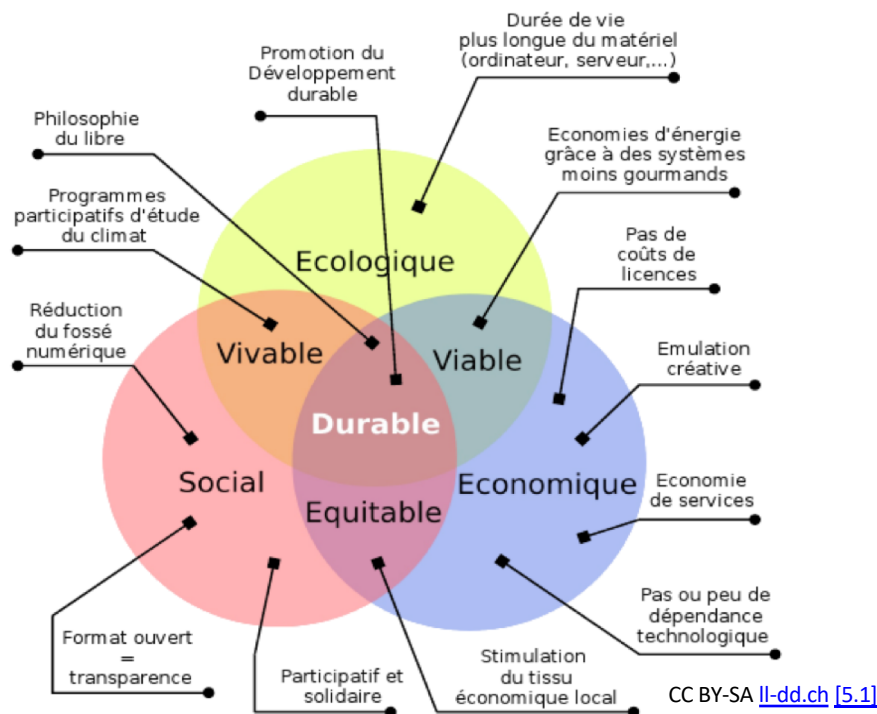 Durée de vie
plus longue du matériel
(ordinateur, serveur,...)
Promotion du
Développement
durable
Philosophie
du libre
Economies d'énergie
grâce à des systèmes
moins gourmands
Programmes
participatifs d'étude
du climat
Pas de
coûts de
licences
Ecologique
Réduction
du fossé
numérique
Vivable
Viable
Emulation
créative
Durable
Social
Economique
Equitable
Economie
de services
Format ouvert
=
transparence
Participatif et
solidaire
Stimulation
du tissu
économique local
Pas ou peu de
dépendance
technologique
CC BY-SA ll-dd.ch [5.1]